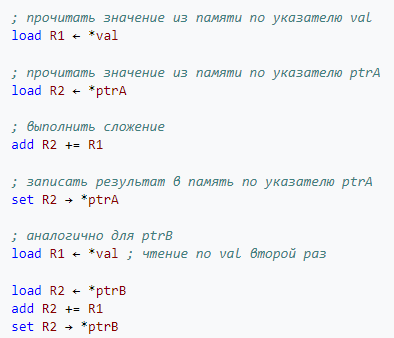 ; прочитать значение из памяти по указателю val
load R1 ← *val
; прочитать значение из памяти по указателю ptrA
load R2 ← *ptrA
; выполнить сложение
add R2 += R1
; записать результат в память по указателю ptrA
set R2 → *ptrA
; аналогично для ptrB
load R1 ← *val ; чтение по val второй раз
load R2 ← *ptrB
add R2 += R1
set R2 → *ptrB